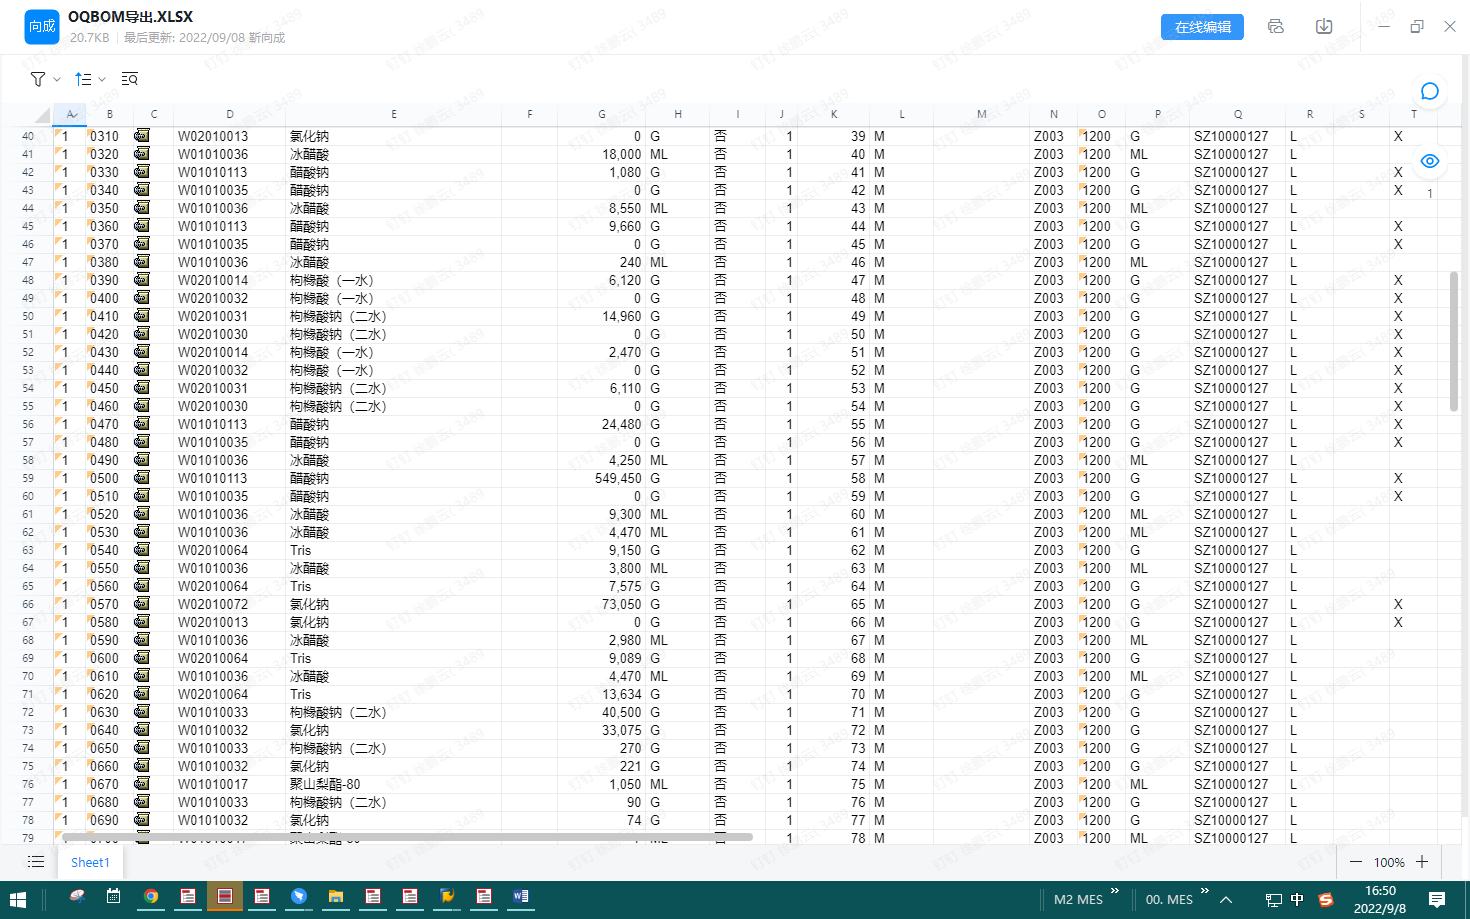 向成 OQBOM导出.XLSX
20.7KB 最后更新: 2022/09/08 靳向成
在线编辑
A B C D E F G H I J K L M N O P Q R S T
40 1 0310 W02010013 氯化钠 0 G 否 1 39 M Z003 1200 G SZ10000127 L X
41 1 0320 W01010036 冰醋酸 18,000 ML 否 1 40 M Z003 1200 ML SZ10000127 L
42 1 0330 W01010113 醋酸钠 1,080 G 否 1 41 M Z003 1200 G SZ10000127 L X
43 1 0340 W01010035 醋酸钠 0 G 否 1 42 M Z003 1200 G SZ10000127 L X 1
44 1 0350 W01010036 冰醋酸 8,550 ML 否 1 43 M Z003 1200 ML SZ10000127 L
45 1 0360 W01010113 醋酸钠 9,660 G 否 1 44 M Z003 1200 G SZ10000127 L X
46 1 0370 W01010035 醋酸钠 0 G 否 1 45 M Z003 1200 G SZ10000127 L X
47 1 0380 W01010036 冰醋酸 240 ML 否 1 46 M Z003 1200 ML SZ10000127 L
48 1 0390 W02010014 枸橼酸（一水） 6,120 G 否 1 47 M Z003 1200 G SZ10000127 L X
49 1 0400 W02010032 枸橼酸（一水） 0 G 否 1 48 M Z003 1200 G SZ10000127 L X
50 1 0410 W02010031 枸橼酸钠（二水） 14,960 G 否 1 49 M Z003 1200 G SZ10000127 L X
51 1 0420 W02010030 枸橼酸钠（二水） 0 G 否 1 50 M Z003 1200 G SZ10000127 L X
52 1 0430 W02010014 枸橼酸（一水） 2,470 G 否 1 51 M Z003 1200 G SZ10000127 L X
53 1 0440 W02010032 枸橼酸（一水） 0 G 否 1 52 M Z003 1200 G SZ10000127 L X
54 1 0450 W02010031 枸橼酸钠（二水） 6,110 G 否 1 53 M Z003 1200 G SZ10000127 L X
55 1 0460 W02010030 枸橼酸钠（二水） 0 G 否 1 54 M Z003 1200 G SZ10000127 L X
56 1 0470 W01010113 醋酸钠 24,480 G 否 1 55 M Z003 1200 G SZ10000127 L X
57 1 0480 W01010035 醋酸钠 0 G 否 1 56 M Z003 1200 G SZ10000127 L X
58 1 0490 W01010036 冰醋酸 4,250 ML 否 1 57 M Z003 1200 ML SZ10000127 L
59 1 0500 W01010113 醋酸钠 549,450 G 否 1 58 M Z003 1200 G SZ10000127 L X
60 1 0510 W01010035 醋酸钠 0 G 否 1 59 M Z003 1200 G SZ10000127 L X
61 1 0520 W01010036 冰醋酸 9,300 ML 否 1 60 M Z003 1200 ML SZ10000127 L
62 1 0530 W01010036 冰醋酸 4,470 ML 否 1 61 M Z003 1200 ML SZ10000127 L
63 1 0540 W02010064 Tris 9,150 G 否 1 62 M Z003 1200 G SZ10000127 L
64 1 0550 W01010036 冰醋酸 3,800 ML 否 1 63 M Z003 1200 ML SZ10000127 L
65 1 0560 W02010064 Tris 7,575 G 否 1 64 M Z003 1200 G SZ10000127 L
66 1 0570 W02010072 氯化钠 73,050 G 否 1 65 M Z003 1200 G SZ10000127 L X
67 1 0580 W02010013 氯化钠 0 G 否 1 66 M Z003 1200 G SZ10000127 L X
68 1 0590 W01010036 冰醋酸 2,980 ML 否 1 67 M Z003 1200 ML SZ10000127 L
69 1 0600 W02010064 Tris 9,089 G 否 1 68 M Z003 1200 G SZ10000127 L
70 1 0610 W01010036 冰醋酸 4,470 ML 否 1 69 M Z003 1200 ML SZ10000127 L
71 1 0620 W02010064 Tris 13,634 G 否 1 70 M Z003 1200 G SZ10000127 L
72 1 0630 W01010033 枸橼酸钠（二水） 40,500 G 否 1 71 M Z003 1200 G SZ10000127 L
73 1 0640 W01010032 氯化钠 33,075 G 否 1 72 M Z003 1200 G SZ10000127 L
74 1 0650 W01010033 枸橼酸钠（二水） 270 G 否 1 73 M Z003 1200 G SZ10000127 L
75 1 0660 W01010032 氯化钠 221 G 否 1 74 M Z003 1200 G SZ10000127 L
76 1 0670 W01010017 聚山梨酯-80 1,050 ML 否 1 75 M Z003 1200 ML SZ10000127 L
77 1 0680 W01010033 枸橼酸钠（二水） 90 G 否 1 76 M Z003 1200 G SZ10000127 L
78 1 0690 W01010032 氯化钠 74 G 否 1 77 M Z003 1200 G SZ10000127 L
79 1 78 M Z003 1200 ML SZ10000127 L
Sheet1 100%
M2 MES 00. MES 中 16:50
2022/9/8